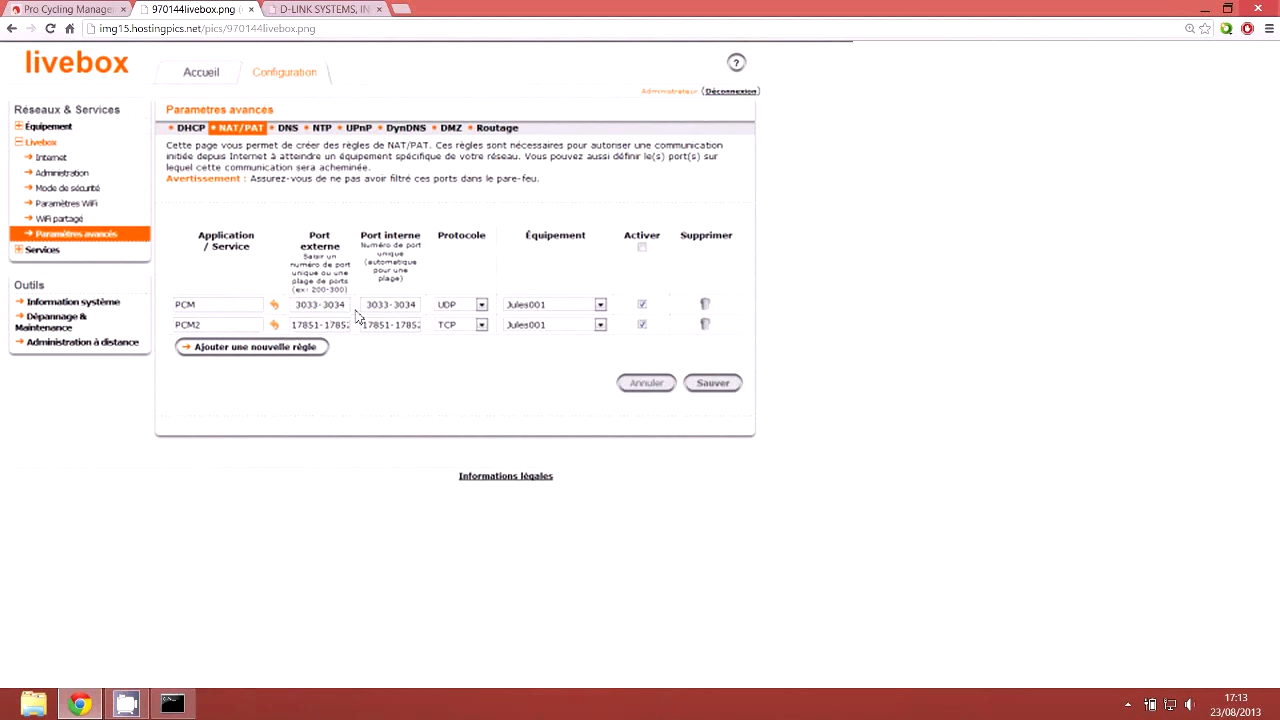 Pro Cycling Manage
970144livebox.png (
D-LINK SYSTEMS, IN
img15.hostingpics.net/pics/970144livebox.png
livebox
Accueil
Configuration
?
Administrateur (Déconnexion)
Réseaux & Services
Équipement
Livebox
Internet
Administration
Mode de sécurité
Paramètres WiFi
WiFi partagé
Paramètres avancés
Services
Outils
Information système
Dépannage &
Maintenance
Administration à distance
Paramètres avancés
DHCP NAT/PAT DNS NTP UPnP DynDNS DMZ Routage
Cette page vous permet de créer des règles de NAT/PAT. Ces règles sont nécessaires pour autoriser une communication
initiée depuis Internet à atteindre un équipement spécifique de votre réseau. Vous pouvez aussi définir le(s) port(s) sur
lequel cette communication sera acheminée.
Avertissement : Assurez-vous de ne pas avoir filtré ces ports dans le pare-feu.
Application
/ Service
Port
externe
Saisir un
numéro de port
unique ou une
plage de ports
(ex: 200-300)
Port interne
Numéro de port
unique
(automatique
pour une
plage)
Protocole
Équipement
Activer
Supprimer
PCM 3033-3034 3033-3034 UDP Jules001
PCM2 17851-17852 17851-17852 TCP Jules001
Ajouter une nouvelle règle
Annuler
Sauver
Informations légales
17:13
23/08/2013